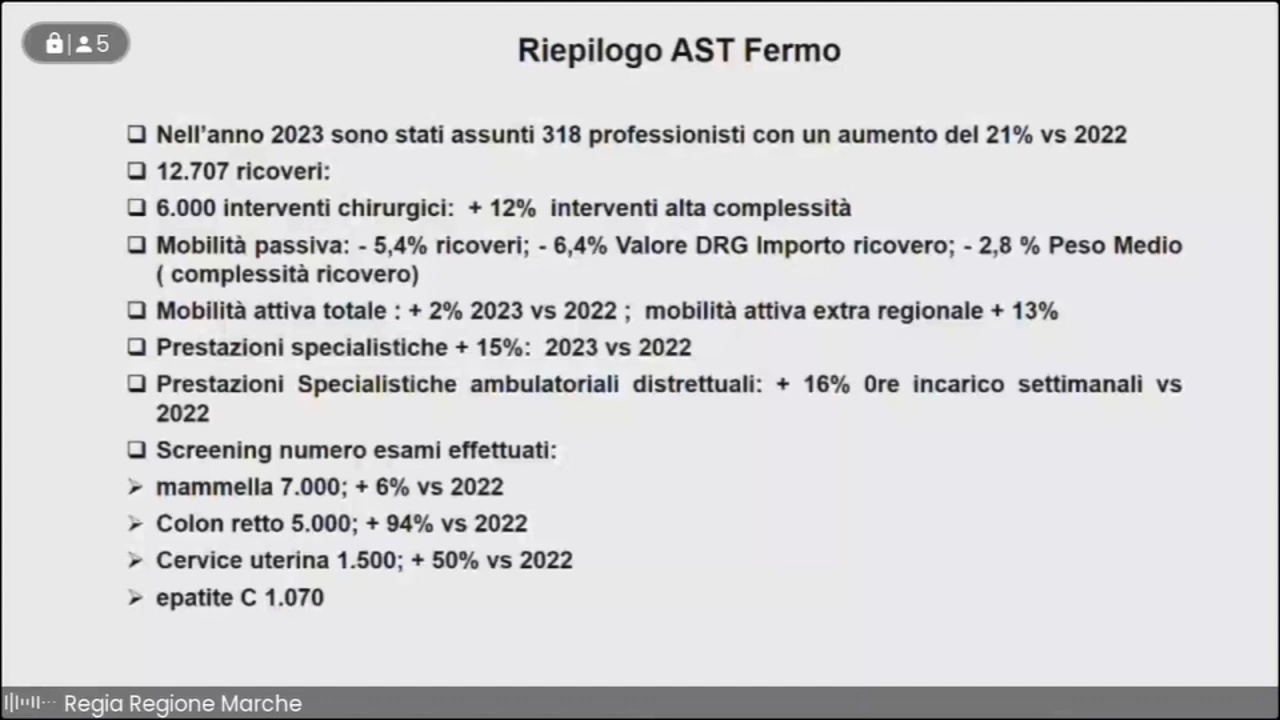 5
Riepilogo AST Fermo
❑ Nell'anno 2023 sono stati assunti 318 professionisti con un aumento del 21% vs 2022
❑ 12.707 ricoveri:
❑ 6.000 interventi chirurgici: + 12% interventi alta complessità
❑ Mobilità passiva: - 5,4% ricoveri; - 6,4% Valore DRG Importo ricovero; - 2,8 % Peso Medio
( complessità ricovero)
❑ Mobilità attiva totale : + 2% 2023 vs 2022 ; mobilità attiva extra regionale + 13%
❑ Prestazioni specialistiche + 15%: 2023 vs 2022
❑ Prestazioni Specialistiche ambulatoriali distrettuali: + 16% 0re incarico settimanali vs
2022
❑ Screening numero esami effettuati:
➢ mammella 7.000; + 6% vs 2022
➢ Colon retto 5.000; + 94% vs 2022
➢ Cervice uterina 1.500; + 50% vs 2022
➢ epatite C 1.070
Regia Regione Marche